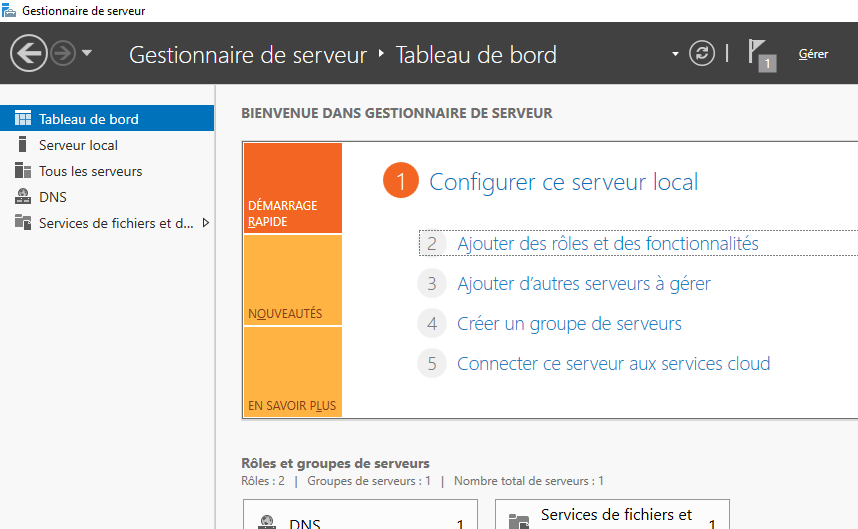 Gestionnaire de serveur
Gestionnaire de serveur ‣ Tableau de bord
1
Gérer
Tableau de bord
Serveur local
Tous les serveurs
DNS
Services de fichiers et d...
BIENVENUE DANS GESTIONNAIRE DE SERVEUR
DÉMARRAGE
RAPIDE
NOUVEAUTÉS
EN SAVOIR PLUS
1 Configurer ce serveur local
2 Ajouter des rôles et des fonctionnalités
3 Ajouter d'autres serveurs à gérer
4 Créer un groupe de serveurs
5 Connecter ce serveur aux services cloud
Rôles et groupes de serveurs
Rôles : 2 | Groupes de serveurs : 1 | Nombre total de serveurs : 1
DNS 1
Services de fichiers et 1